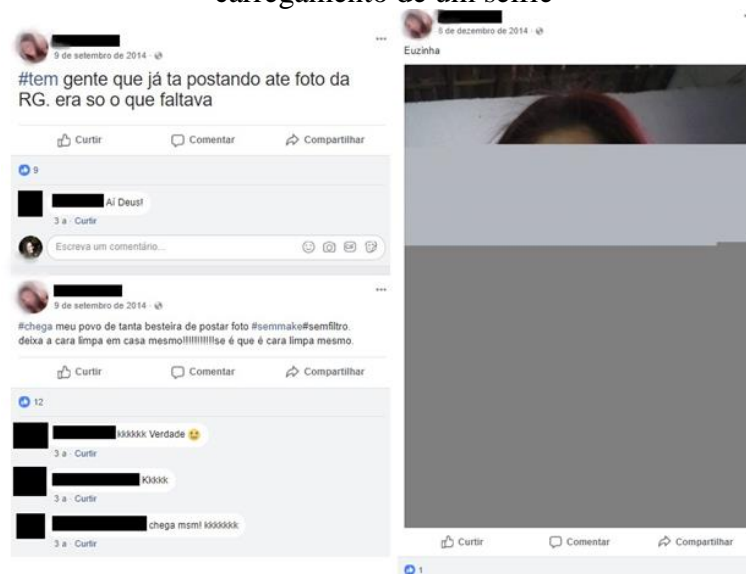 carregamento de um selfie
9 de setembro de 2014
#tem gente que já ta postando ate foto da
RG. era so o que faltava
Curtir Comentar Compartilhar
9
Aí Deus!
3 a · Curtir
Escreva um comentário...
GIF
9 de setembro de 2014
#chega meu povo de tanta besteira de postar foto #semmake#semfiltro.
deixa a cara limpa em casa mesmo!!!!!!!!!!!se é que é cara limpa mesmo.
Curtir Comentar Compartilhar
12
kkkkkk Verdade
3 a · Curtir
Kkkkk
3 a · Curtir
chega msm! kkkkkkk
3 a · Curtir
8 de dezembro de 2014
Euzinha
Curtir Comentar Compartilhar
1